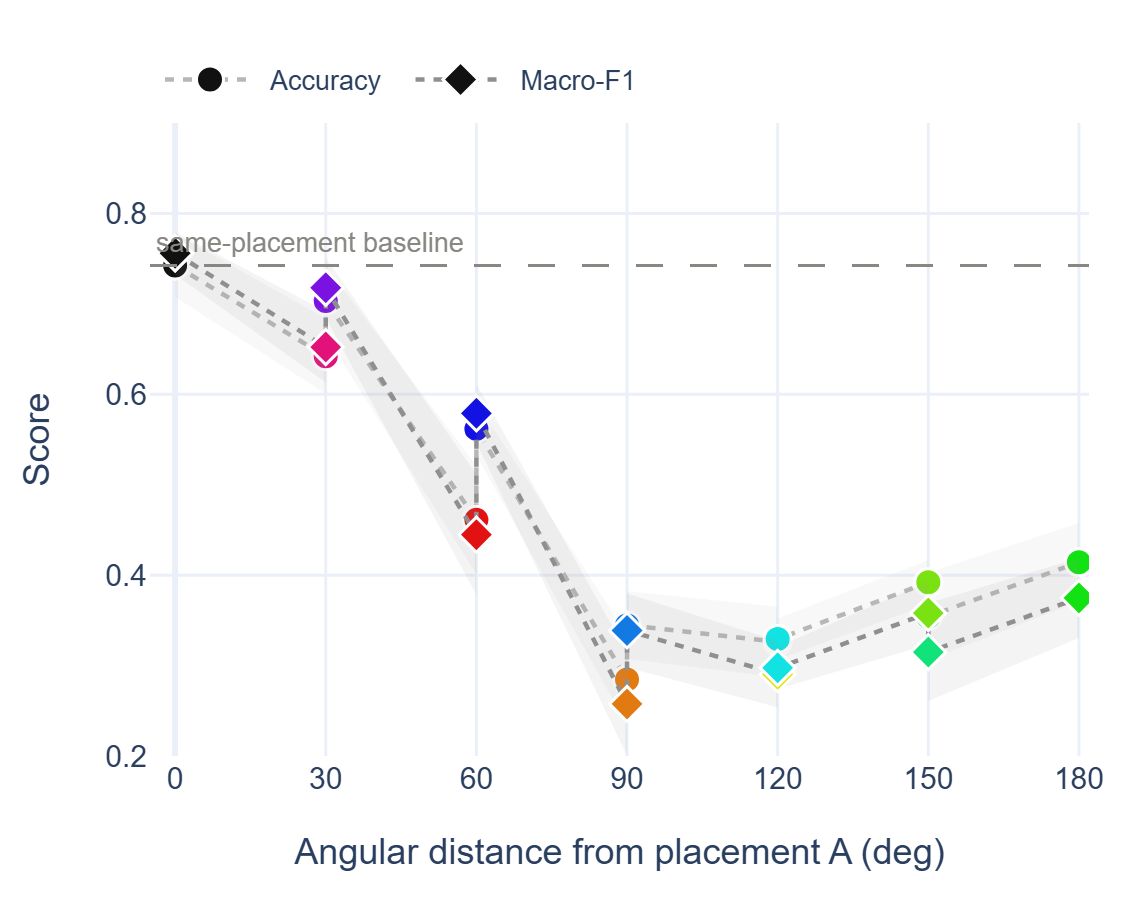 Accuracy
Macro-F1
same-placement baseline
Score
0.8
0.6
0.4
0.2
0 30 60 90 120 150 180
Angular distance from placement A (deg)